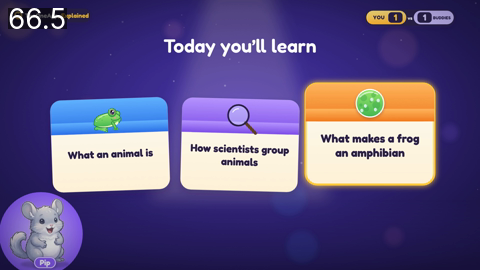 66.5
xplained
YOU 1 vs 1 BUDDIES
Today you'll learn
What an animal is
How scientists group
animals
What makes a frog
an amphibian
Pip